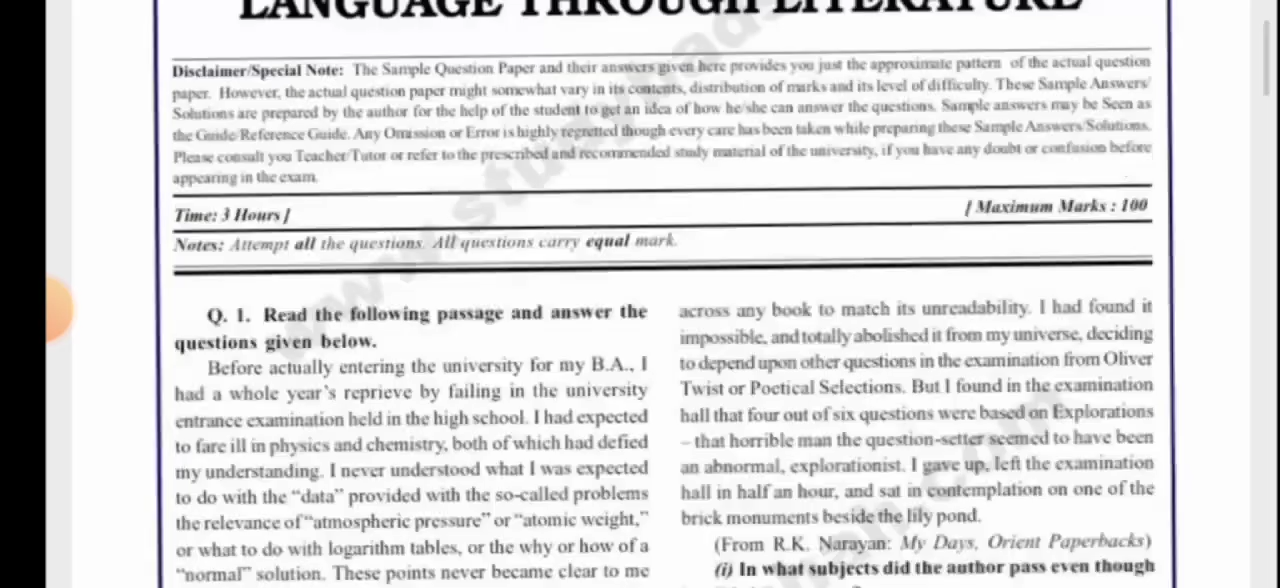 LANGUAGE THROUGH LITERATURE
Disclaimer/Special Note: The Sample Question Paper and their answers given here provides you just the approximate pattern of the actual question
paper. However, the actual question paper might somewhat vary in its contents, distribution of marks and its level of difficulty. These Sample Answers/
Solutions are prepared by the author for the help of the student to get an idea of how he/she can answer the questions. Sample answers may be Seen as
the Guide/Reference Guide. Any Omission or Error is highly regretted though every care has been taken while preparing these Sample Answers/Solutions.
Please consult you Teacher/Tutor or refer to the prescribed and recommended study material of the university, if you have any doubt or confusion before
appearing in the exam.
Time: 3 Hours ]
[ Maximum Marks : 100
Notes: Attempt all the questions. All questions carry equal mark.
Q. 1. Read the following passage and answer the
questions given below.
Before actually entering the university for my B.A., I
had a whole year's reprieve by failing in the university
entrance examination held in the high school. I had expected
to fare ill in physics and chemistry, both of which had defied
my understanding. I never understood what I was expected
to do with the "data" provided with the so-called problems
the relevance of "atmospheric pressure" or "atomic weight,"
or what to do with logarithm tables, or the why or how of a
"normal" solution. These points never became clear to me
across any book to match its unreadability. I had found it
impossible, and totally abolished it from my universe, deciding
to depend upon other questions in the examination from Oliver
Twist or Poetical Selections. But I found in the examination
hall that four out of six questions were based on Explorations
– that horrible man the question-setter seemed to have been
an abnormal, explorationist. I gave up, left the examination
hall in half an hour, and sat in contemplation on one of the
brick monuments beside the lily pond.
(From R.K. Narayan: My Days, Orient Paperbacks)
(i) In what subjects did the author pass even though